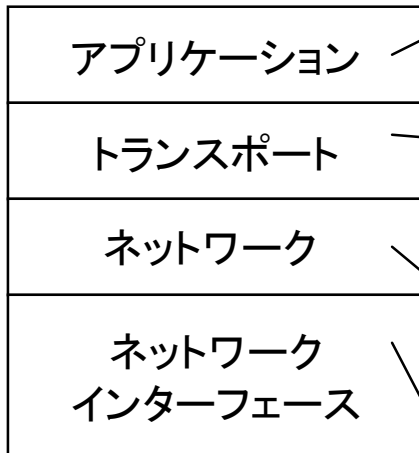 アプリケーション
トランスポート
ネットワーク
ネットワーク
インターフェース